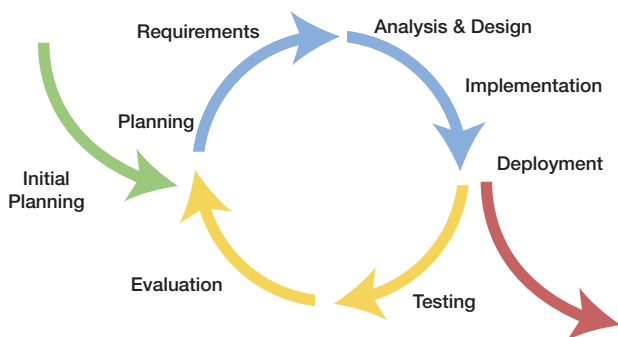 Requirements
Analysis & Design
Implementation
Planning
Deployment
Initial
Planning
Evaluation
Testing